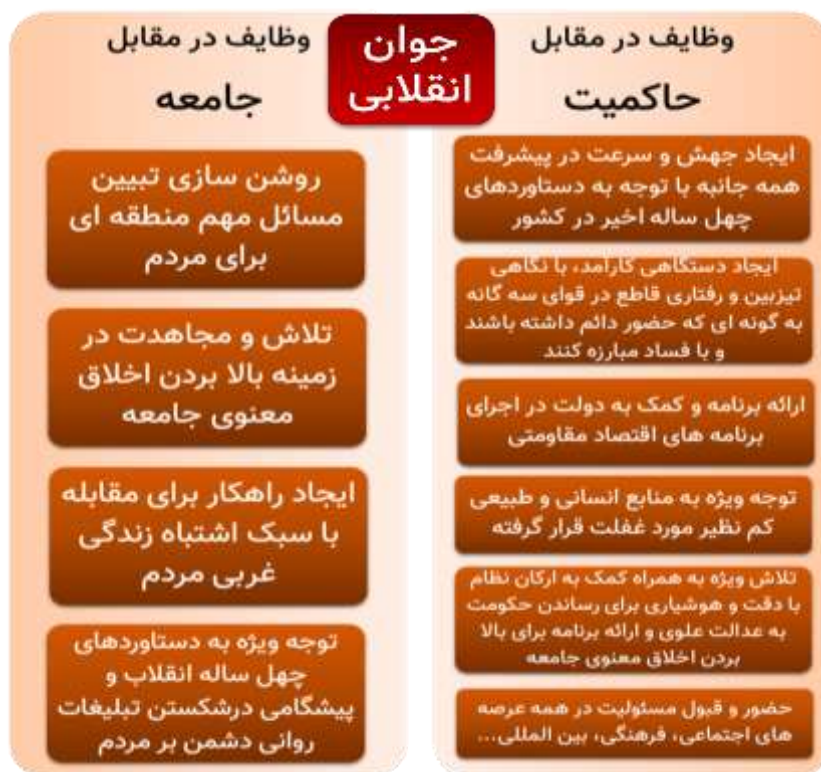 جوان
انقلابی
وظایف در مقابل
حاکمیت
ایجاد جهش و سرعت در پیشرفت
همه جانبه با توجه به دستاوردهای
چهل ساله اخیر در کشور
ایجاد دستگاهی کارآمد، با نگاهی
تیزبین و رفتاری قاطع در قوای سه گانه
به گونه ای که حضور دائم داشته باشند
و با فساد مبارزه کنند
ارائه برنامه و کمک به دولت در اجرای
برنامه های اقتصاد مقاومتی
توجه ویژه به منابع انسانی و طبیعی
کم نظیر مورد غفلت قرار گرفته
تلاش ویژه به همراه کمک به ارکان نظام
با دقت و هوشیاری برای رساندن حکومت
به عدالت علوی و ارائه برنامه برای بالا
بردن اخلاق معنوی جامعه
حضور و قبول مسئولیت در همه عرصه
های اجتماعی، فرهنگی، بین المللی...
وظایف در مقابل
جامعه
روشن سازی تبیین
مسائل مهم منطقه ای
برای مردم
تلاش و مجاهدت در
زمینه بالا بردن اخلاق
معنوی جامعه
ایجاد راهکار برای مقابله
با سبک اشتباه زندگی
غربی مردم
توجه ویژه به دستاوردهای
چهل ساله انقلاب و
پیشگامی درشکستن تبلیغات
روانی دشمن بر مردم